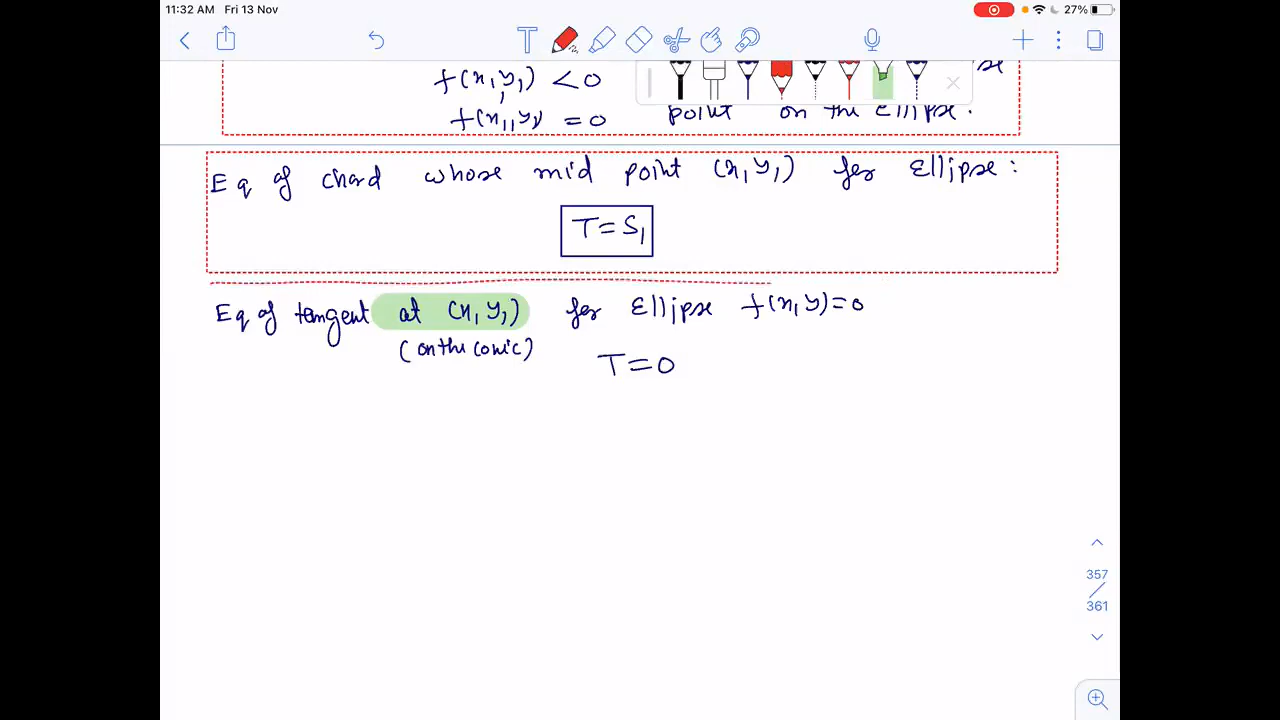 11:32 AM Fri 13 Nov
27%
T
f(x₁,y₁) < 0
f(x₁,y₁) = 0 point on the Ellipse.
Eq of chord whose mid point (x₁,y₁) for Ellipse :
T = S₁
Eq of tangent at (x₁,y₁) for Ellipse f(x,y)=0
(on the conic)
T=0
357
361